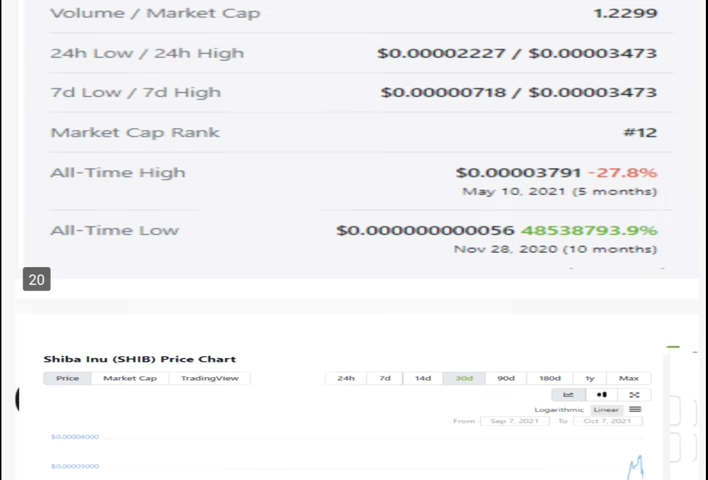 Volume / Market Cap 1.2299
24h Low / 24h High $0.00002227 / $0.00003473
7d Low / 7d High $0.00000718 / $0.00003473
Market Cap Rank #12
All-Time High $0.00003791 -27.8%
May 10, 2021 (5 months)
All-Time Low $0.000000000056 48538793.9%
Nov 28, 2020 (10 months)
20
Shiba Inu (SHIB) Price Chart
Price Market Cap TradingView 24h 7d 14d 30d 90d 180d 1y Max
Logarithmic Linear
From Sep 7, 2021 To Oct 7, 2021
$0.00004000
$0.00003000